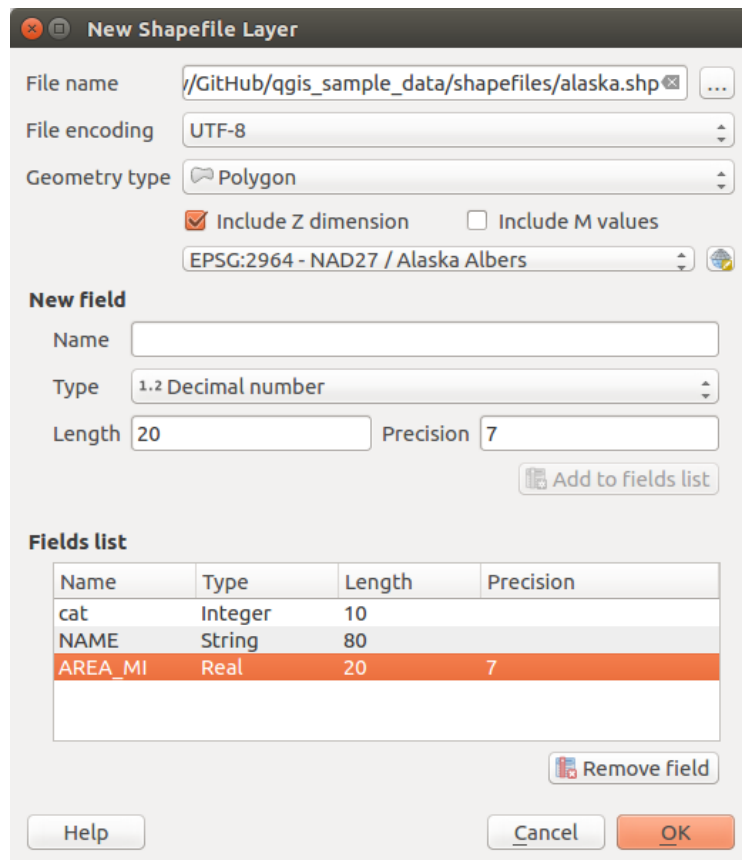 New Shapefile Layer
File name y/GitHub/qgis_sample_data/shapefiles/alaska.shp ...
File encoding UTF-8
Geometry type Polygon
Include Z dimension Include M values
EPSG:2964 - NAD27 / Alaska Albers
New field
Name
Type 1.2 Decimal number
Length 20 Precision 7
Add to fields list
Fields list
Name Type Length Precision
cat Integer 10
NAME String 80
AREA_MI Real 20 7
Remove field
Help Cancel OK